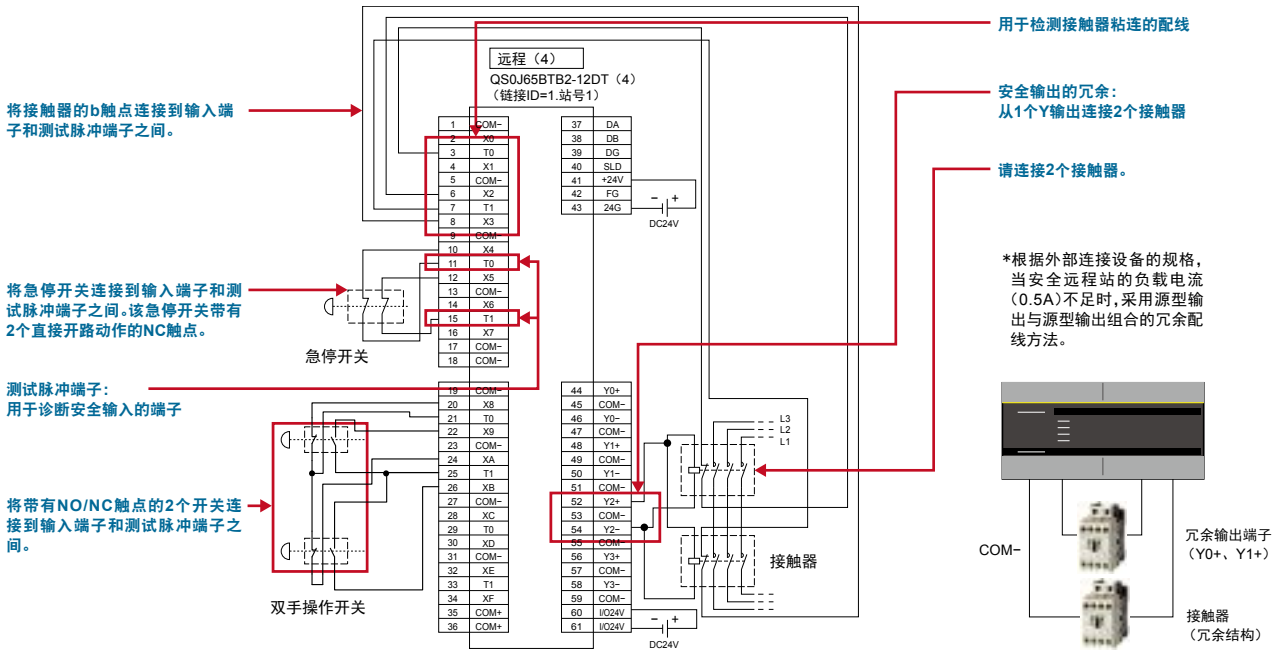 用于检测接触器粘连的配线
远程（4）
QS0J65BTB2-12DT（4）
（链接ID=1.站号1）
安全输出的冗余：
从1个Y输出连接2个接触器
将接触器的b触点连接到输入端
子和测试脉冲端子之间。
请连接2个接触器。
1 COM−
2 X0
3 T0
4 X1
5 COM−
6 X2
7 T1
8 X3
9 COM−
10 X4
11 T0
12 X5
13 COM−
14 X6
15 T1
16 X7
17 COM−
18 COM−
37 DA
38 DB
39 DG
40 SLD
41 +24V
42 FG
43 24G
− +
DC24V
*根据外部连接设备的规格，
当安全远程站的负载电流
（0.5A）不足时，采用源型输
出与源型输出组合的冗余配
线方法。
将急停开关连接到输入端子和测
试脉冲端子之间。该急停开关带有
2个直接开路动作的NC触点。
急停开关
测试脉冲端子：
用于诊断安全输入的端子
19 COM−
20 X8
21 T0
22 X9
23 COM−
24 XA
25 T1
26 XB
27 COM−
28 XC
29 T0
30 XD
31 COM−
32 XE
33 T1
34 XF
35 COM+
36 COM+
44 Y0+
45 COM−
46 Y0−
47 COM−
48 Y1+
49 COM−
50 Y1−
51 COM−
52 Y2+
53 COM−
54 Y2−
55 COM−
56 Y3+
57 COM−
58 Y3−
59 COM−
60 I/O24V
61 I/O24V
L3
L2
L1
将带有NO/NC触点的2个开关连
接到输入端子和测试脉冲端子之
间。
双手操作开关
接触器
− +
DC24V
COM−
冗余输出端子
（Y0+、Y1+）
接触器
（冗余结构）